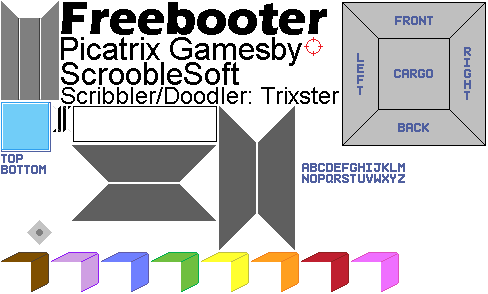 Freebooter
Picatrix Gamesby
ScroobleSoft
Scribbler/Doodler: Trixster
FRONT
LEFT
CARGO
RIGHT
BACK
TOP
BOTTOM
ABCDEFGHIJKLM
NOPQRSTUVWXYZ